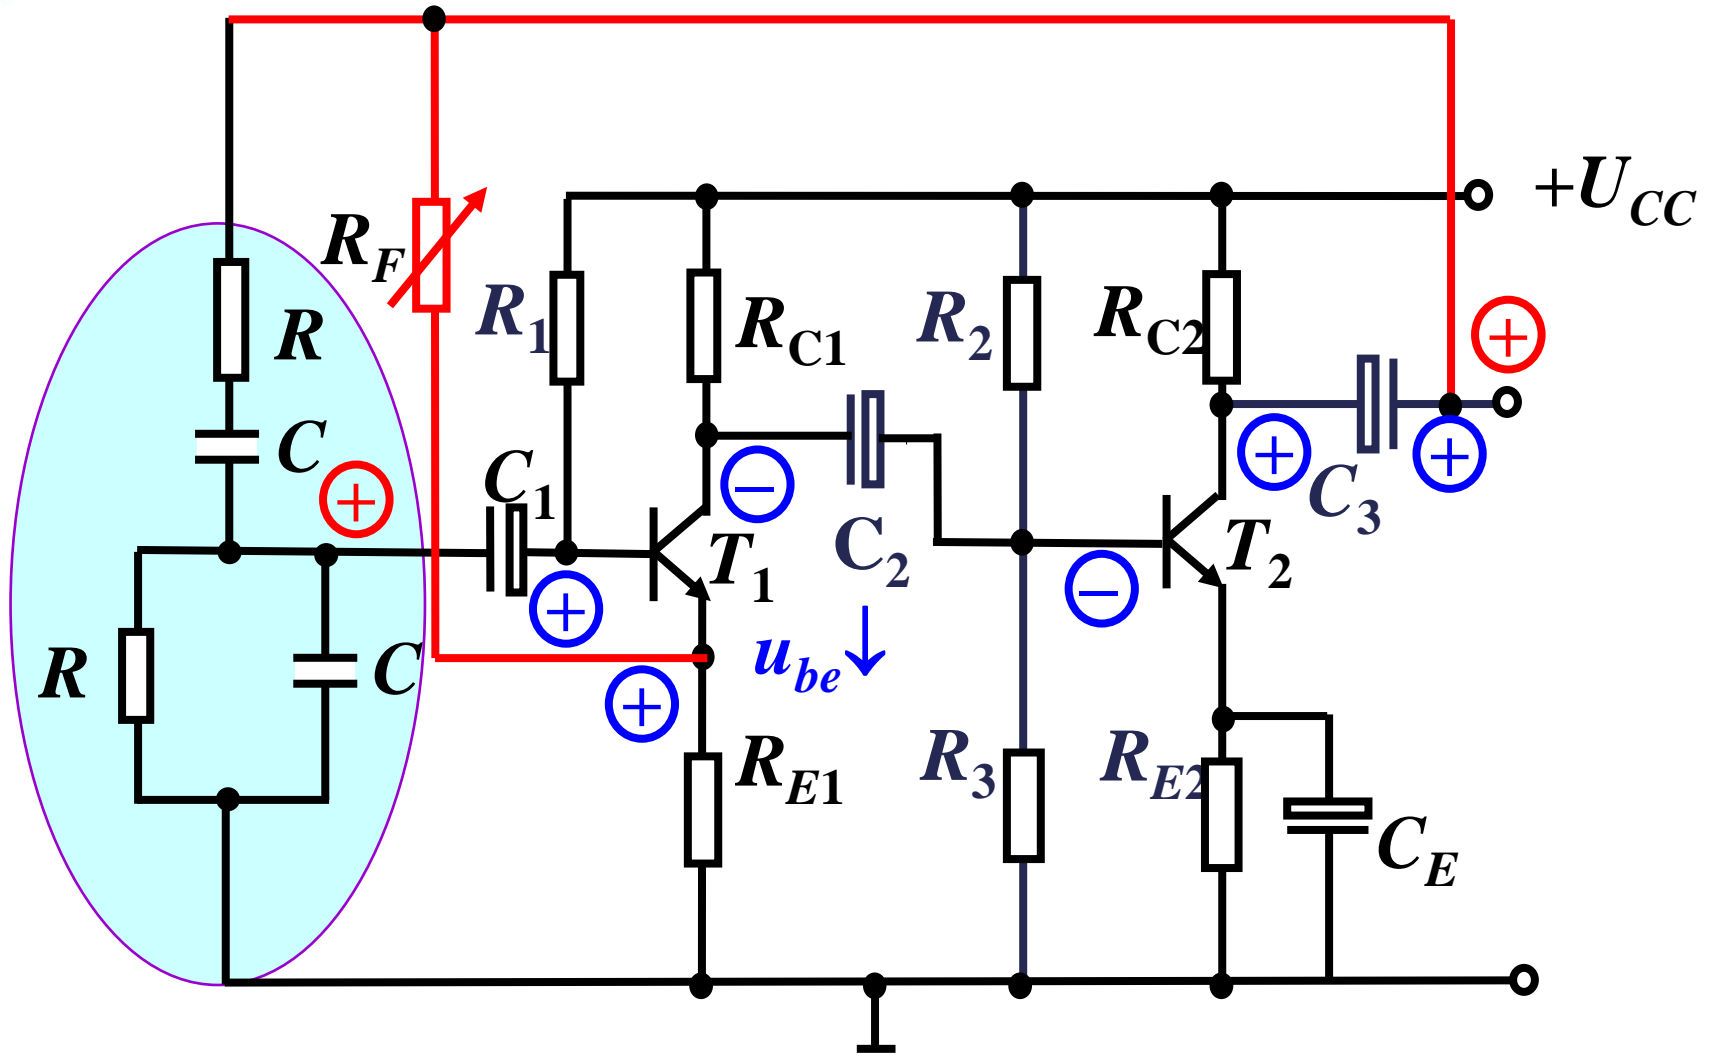 +U_CC
R_F
R
R_1
R_C1
R_2
R_C2
+
C
+
C_1
−
+
C_3
+
T_1
C_2
T_2
+
−
u_be↓
R
C
+
R_E1
R_3
R_E2
C_E